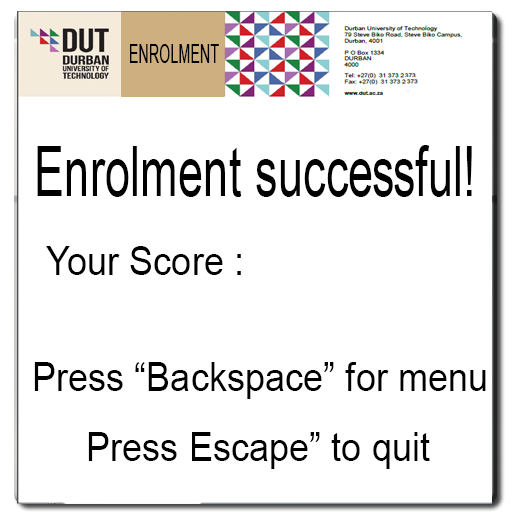 DUT
DURBAN
UNIVERSITY OF
TECHNOLOGY
ENROLMENT
Durban University of Technology
79 Steve Biko Road, Steve Biko Campus,
Durban, 4001
P O Box 1334
DURBAN
4000
Tel: +27(0) 31 373 2373
Fax: +27(0) 31 373 2373
www.dut.ac.za
Enrolment successful!
Your Score :
Press “Backspace” for menu
Press Escape” to quit